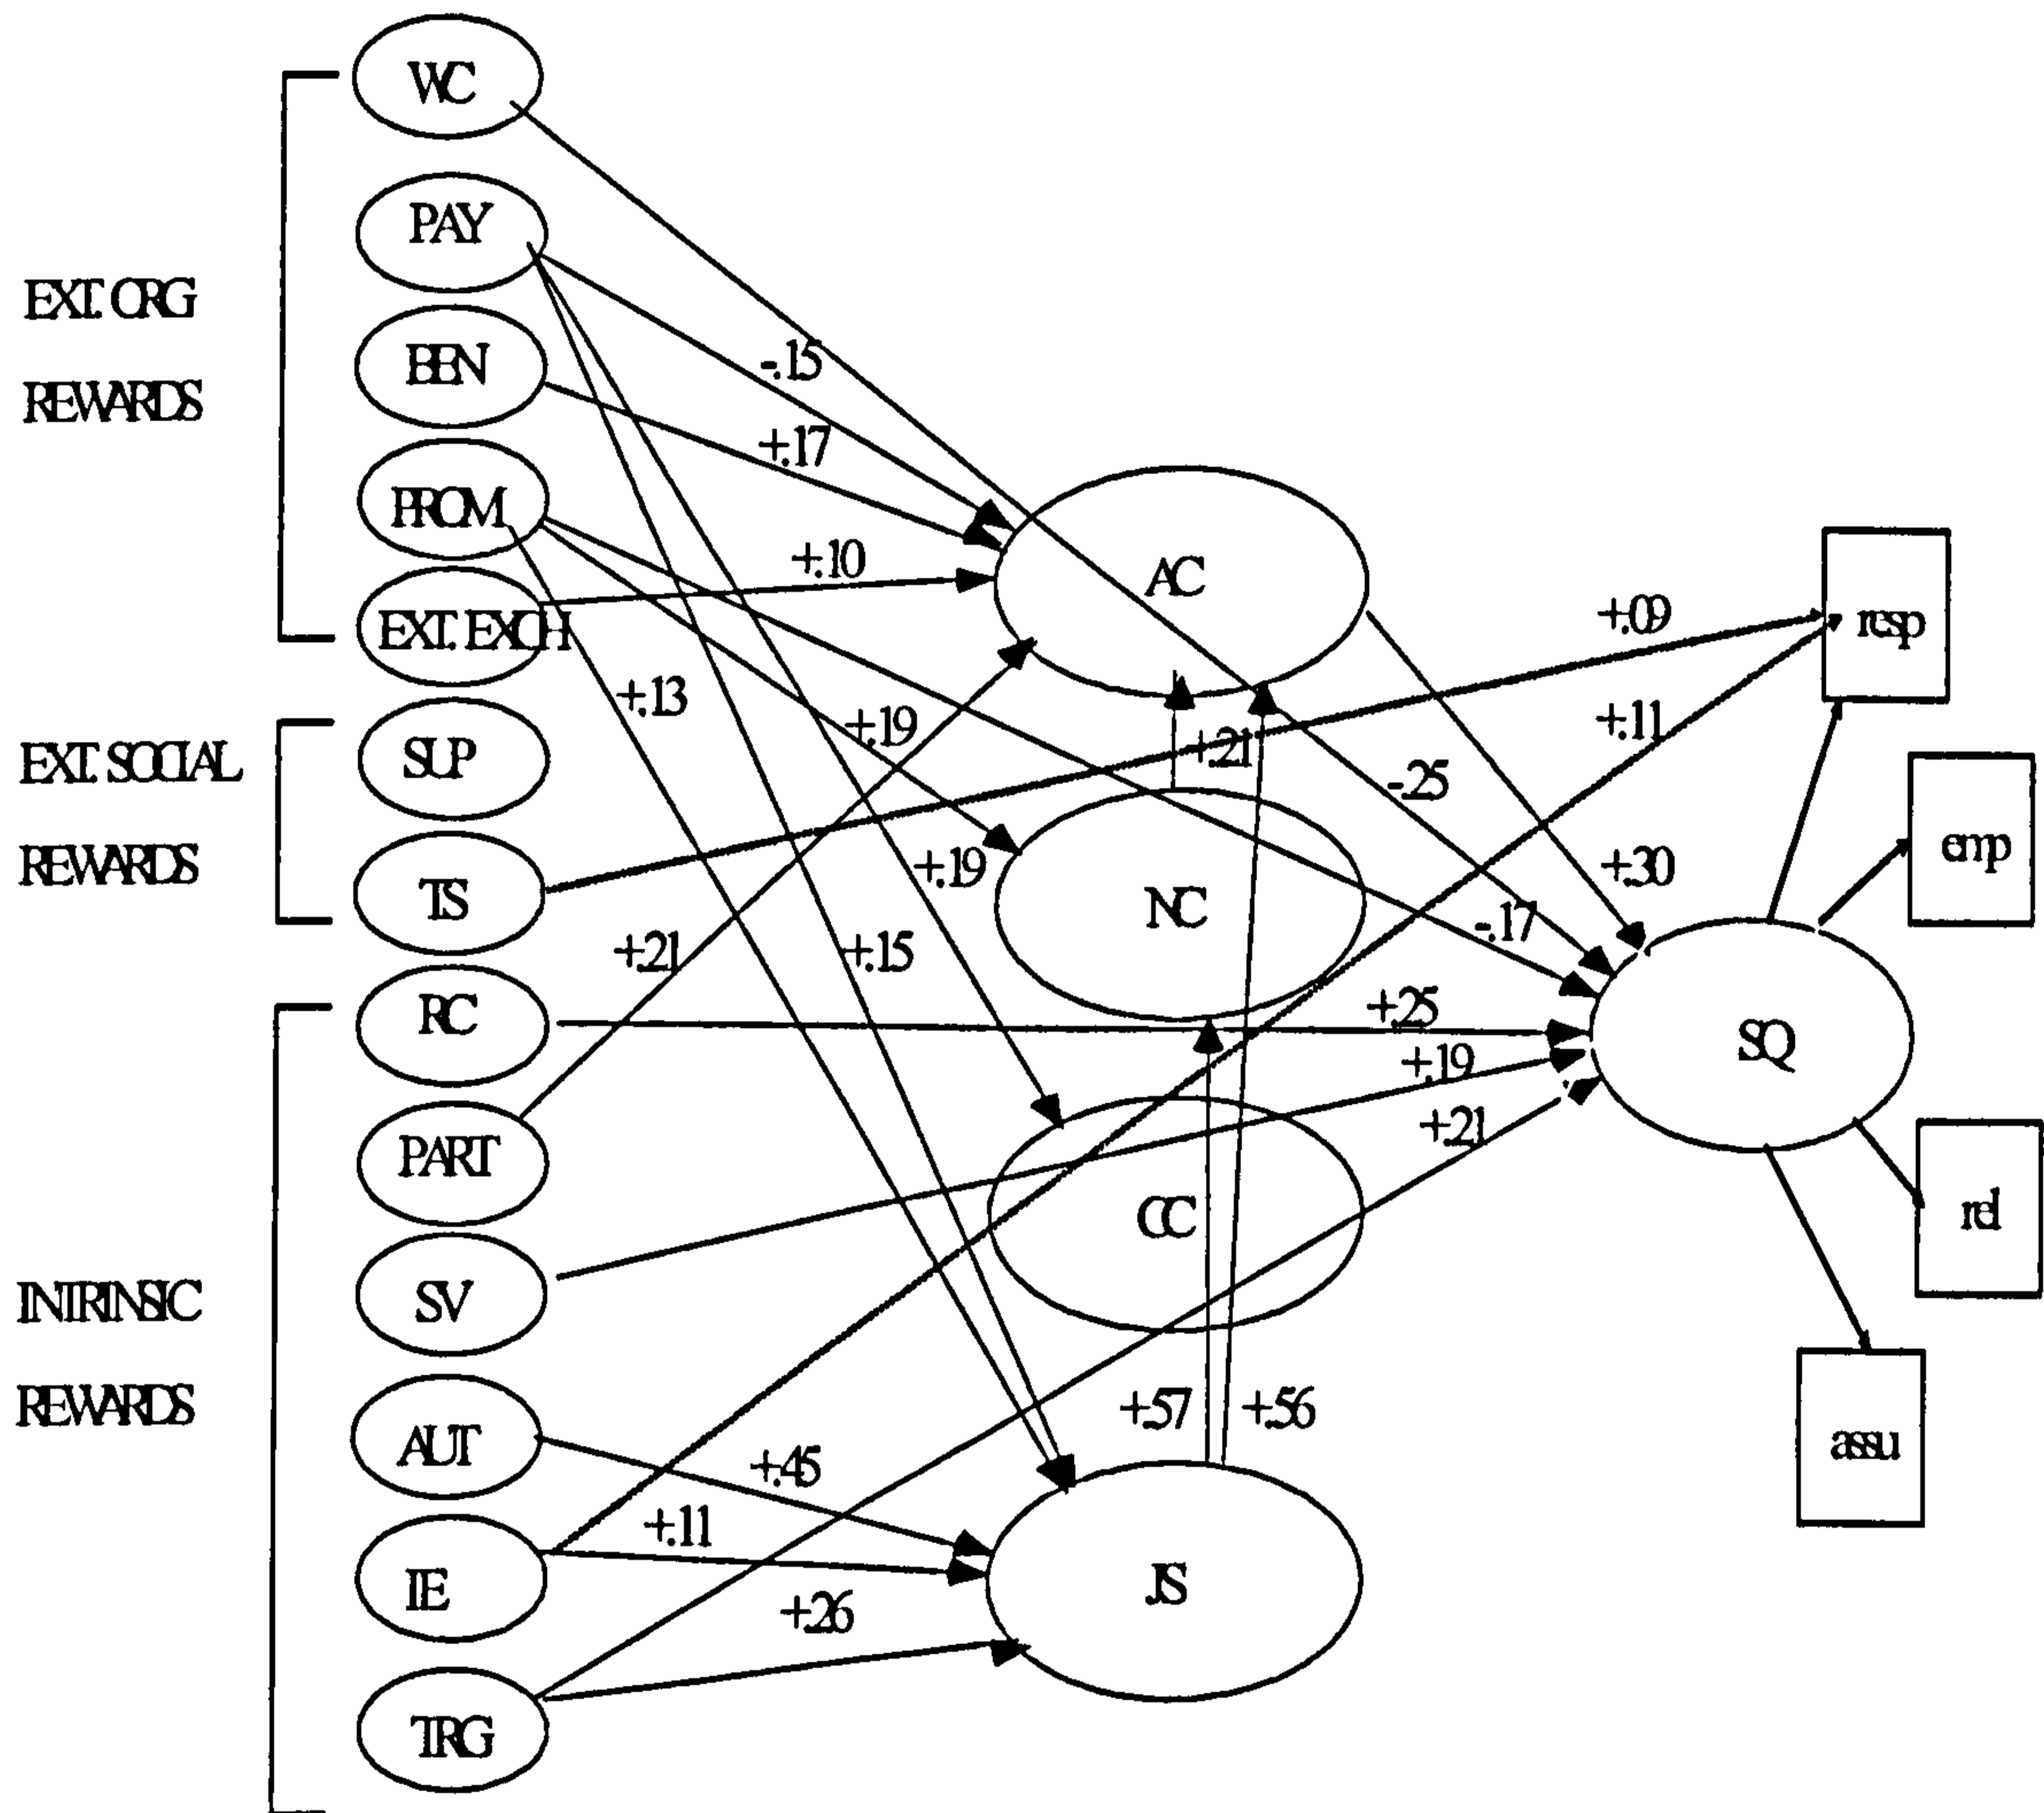 WC
PAY
EXT. ORG
BEN
-.15
REWARDS
+.17
PROM
+.10
AC
+.09
resp
EXT. EXCH
+.13
+.19
+.11
EXT. SOCIAL
SUP
+.21
-.25
emp
REWARDS
+.19
+.30
TS
NC
-.17
+.21
+.15
RC
+.25
SQ
+.19
+.21
PART
CC
rel
INTRINSIC
SV
REWARDS
+.57
+.56
AUT
+.45
assu
+.11
IE
JS
+.26
TRG